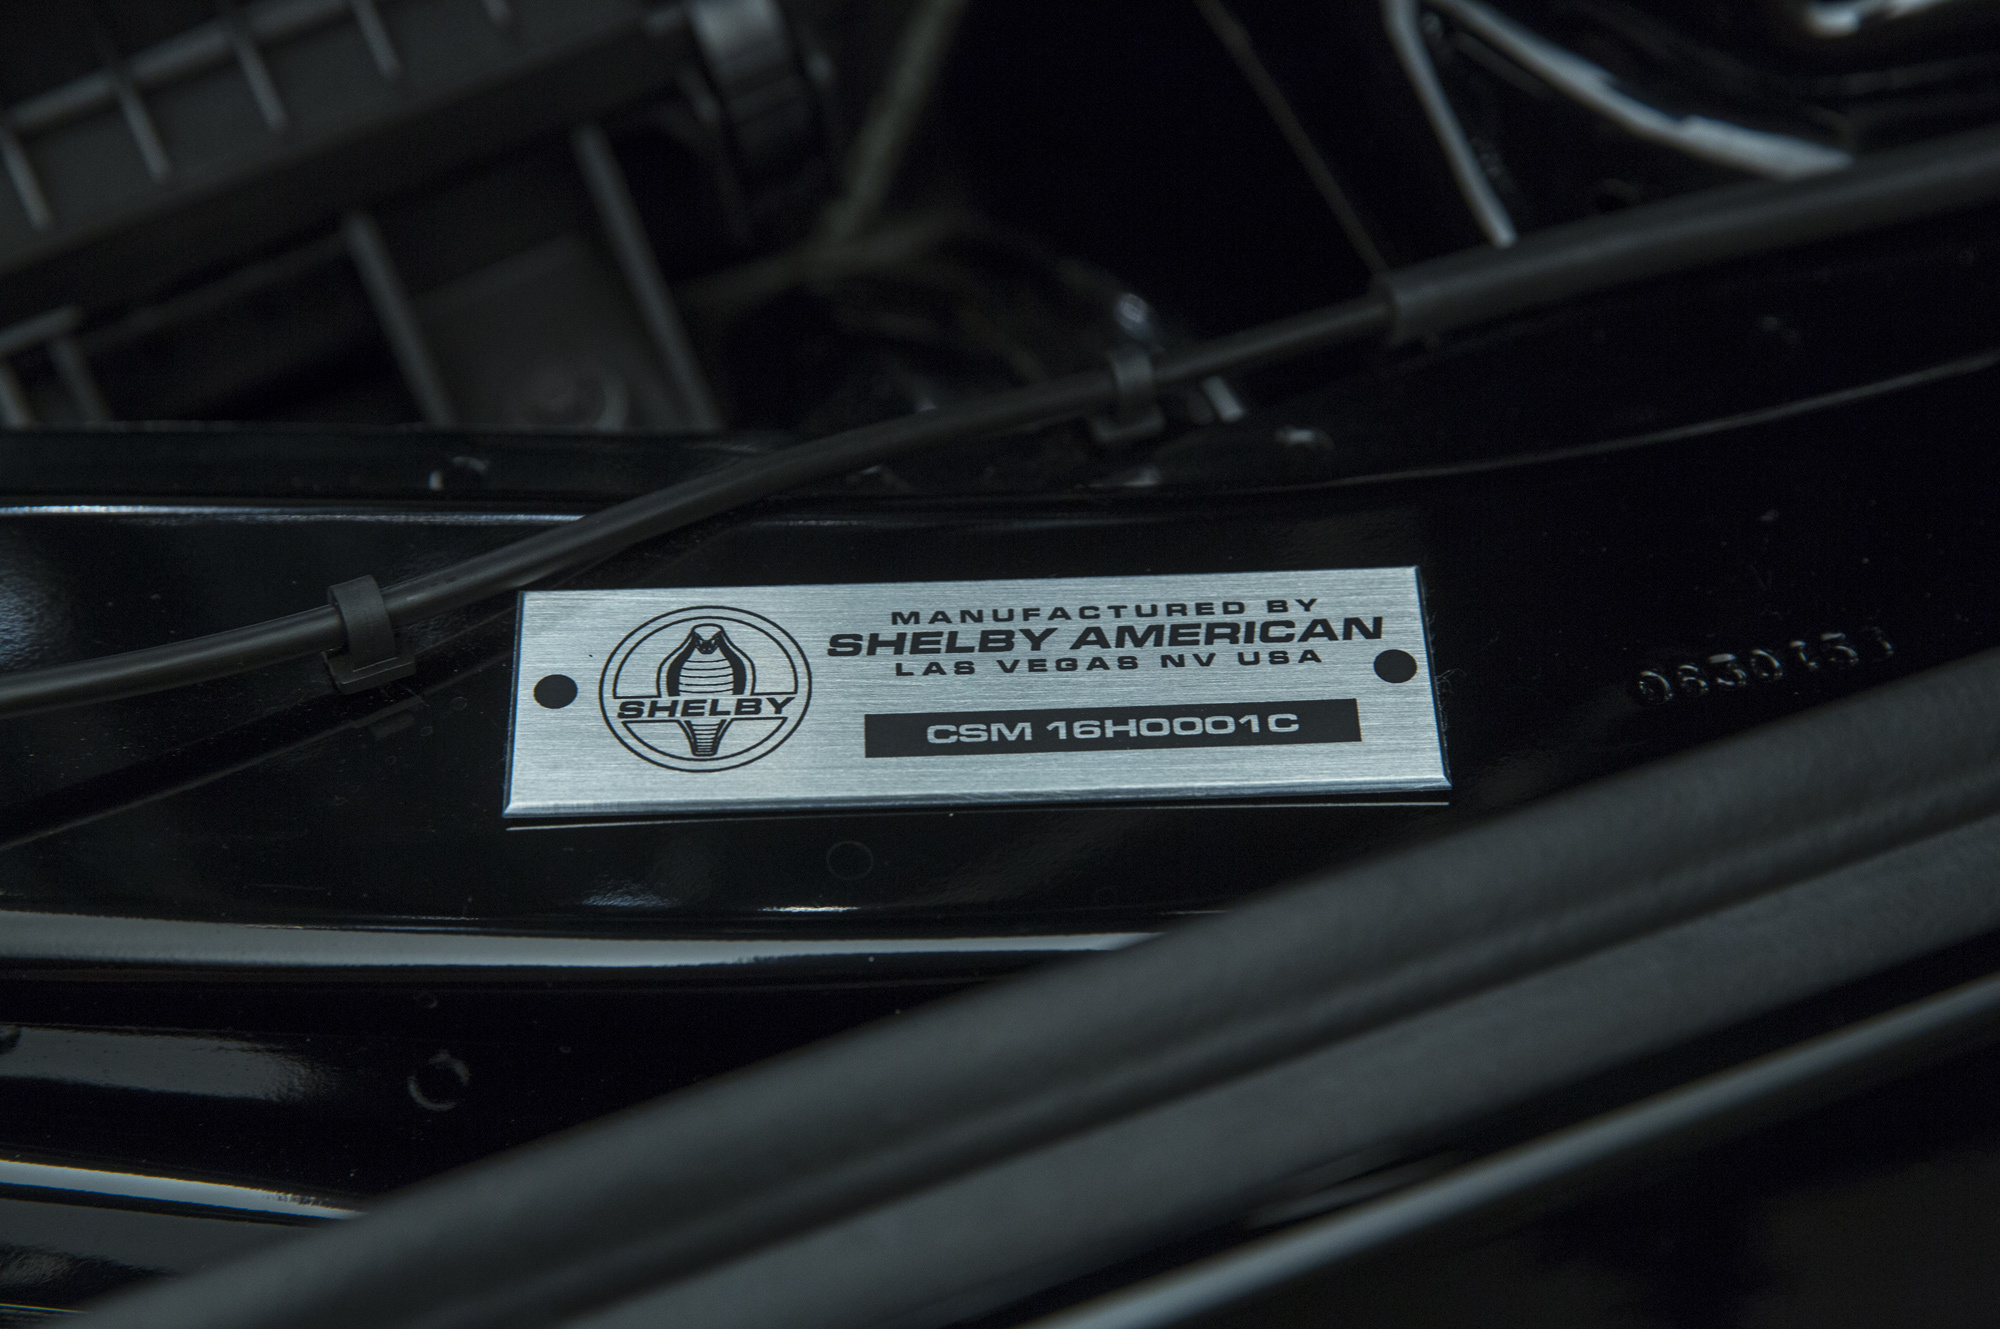 MANUFACTURED BY
SHELBY AMERICAN
LAS VEGAS NV USA
SHELBY
CSM 16H0001C